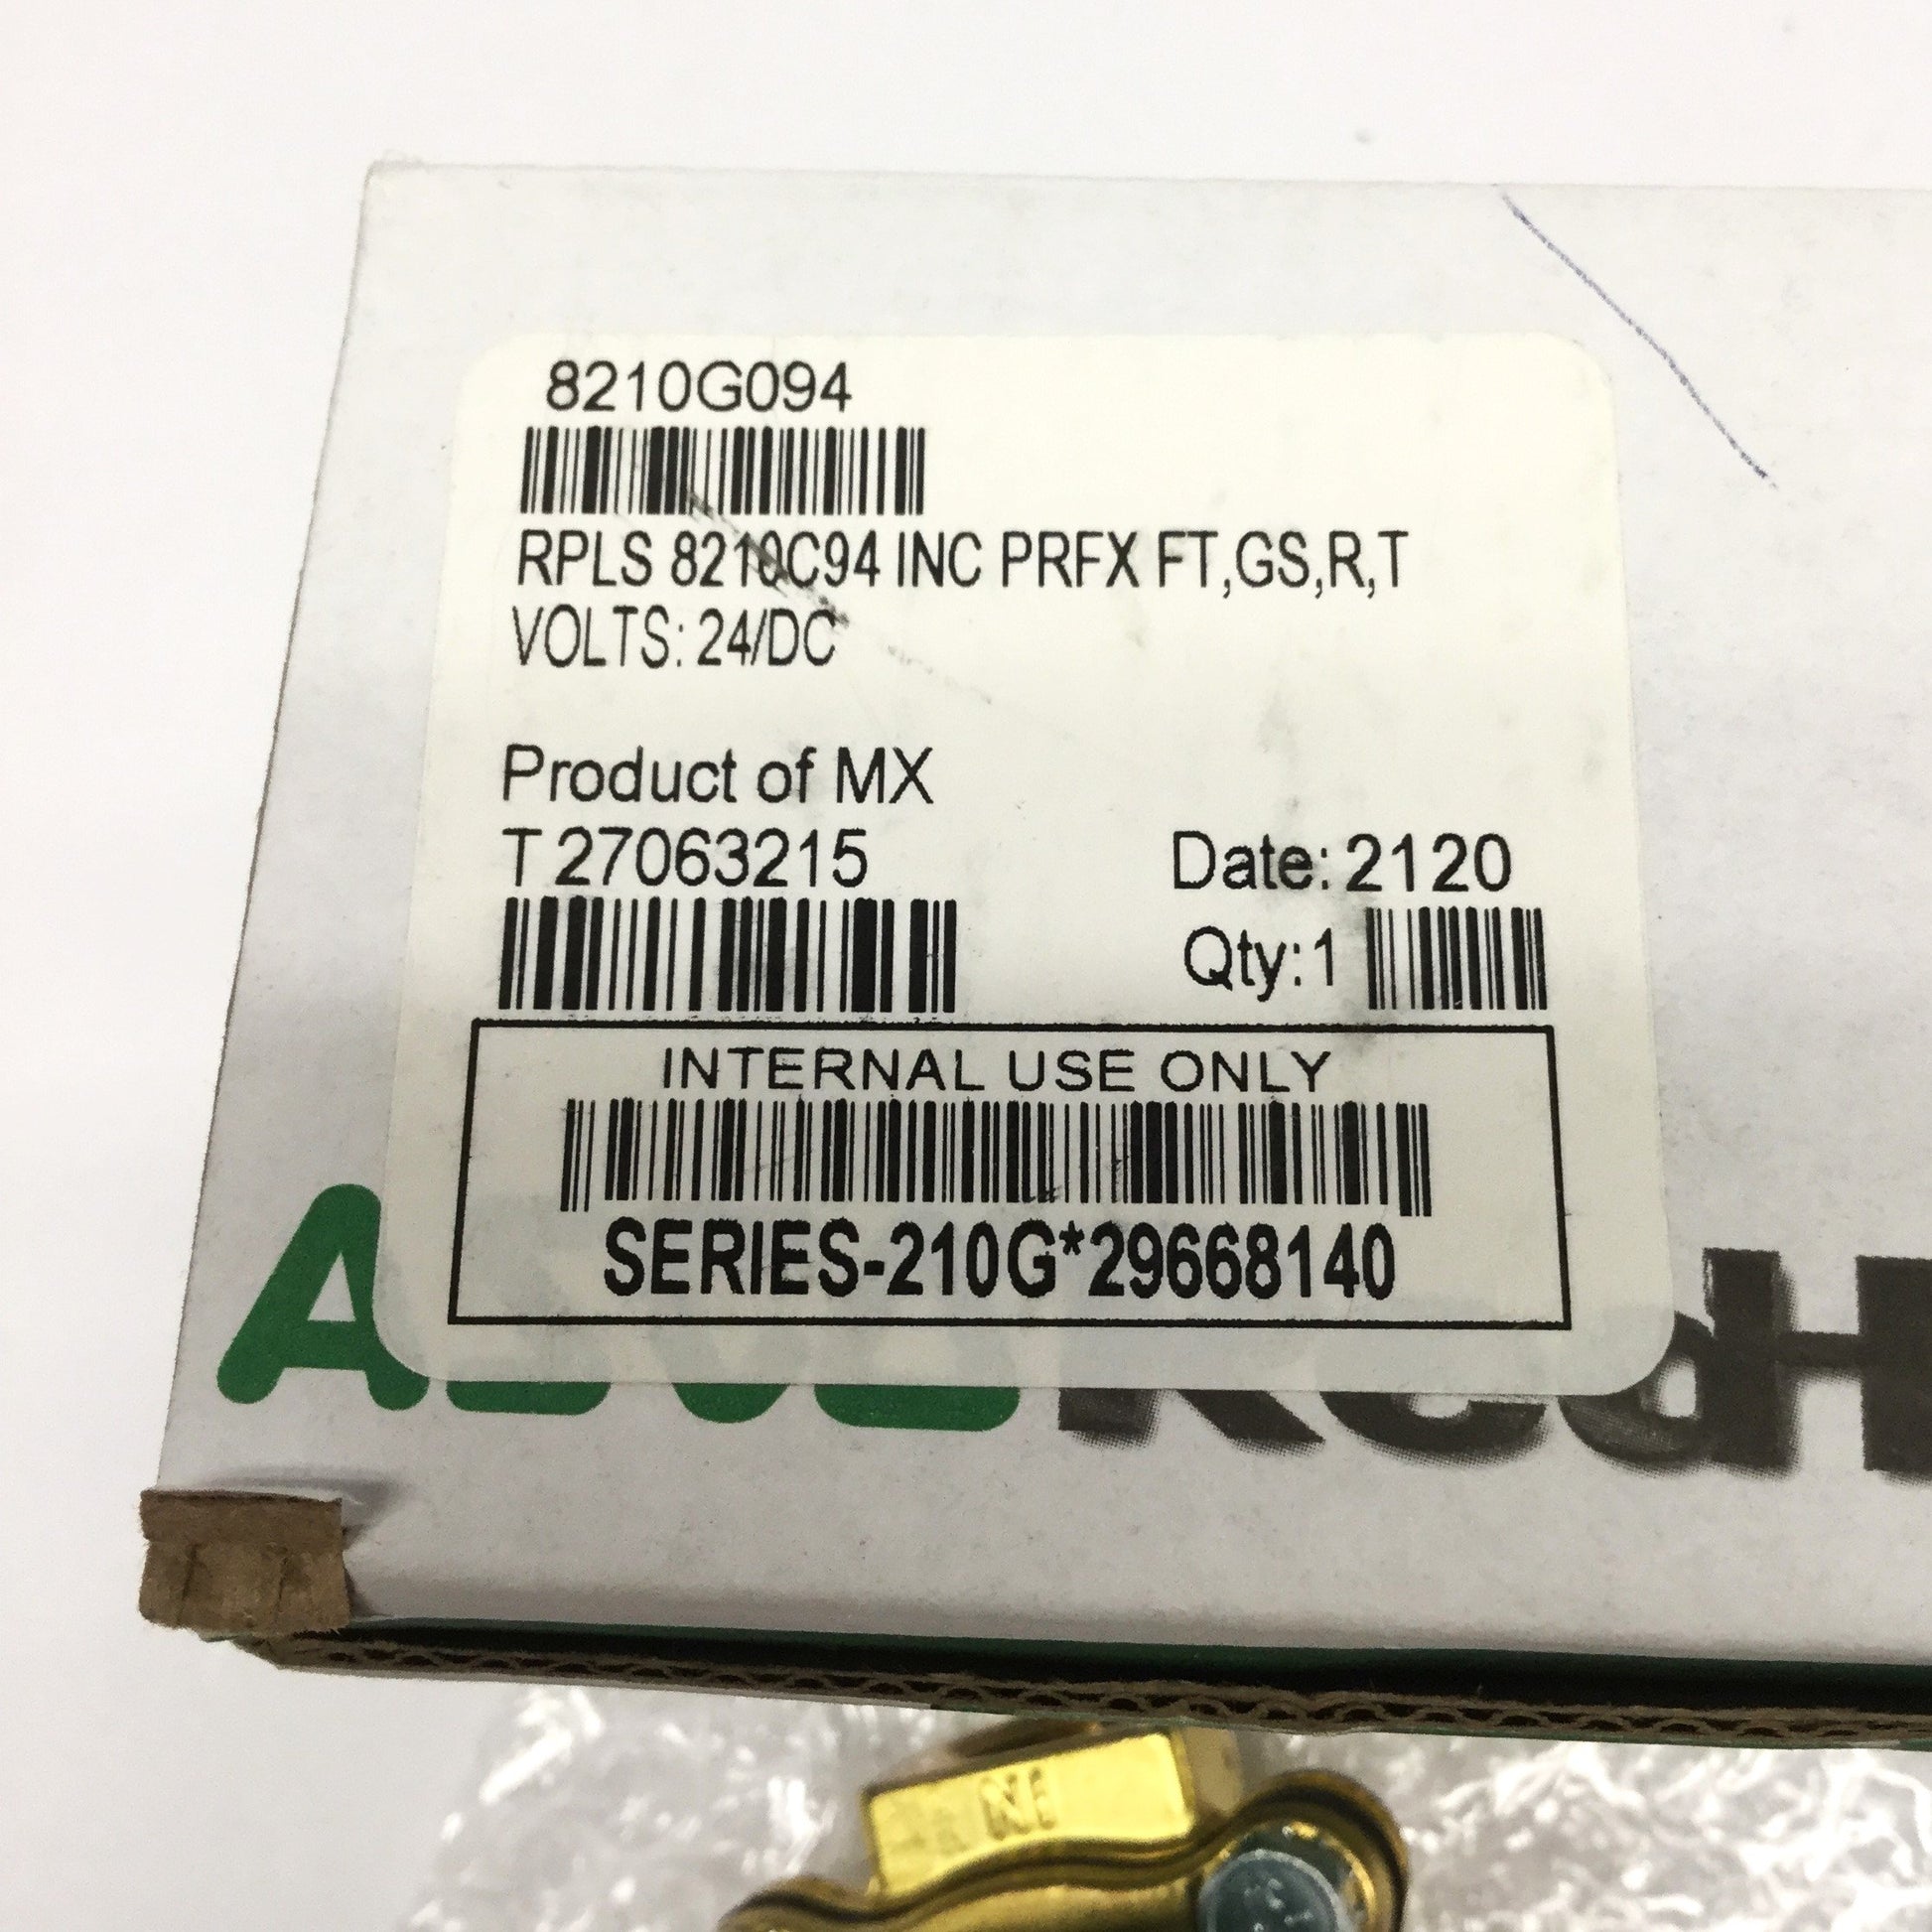 8210G094
RPLS 8210C94 INC PRFX FT,GS,R,T
VOLTS: 24/DC
Product of MX
T 27063215
Date: 2120
Qty: 1
INTERNAL USE ONLY
SERIES-210G*29668140
IN